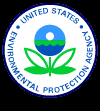 UNITED STATES
ENVIRONMENTAL PROTECTION AGENCY